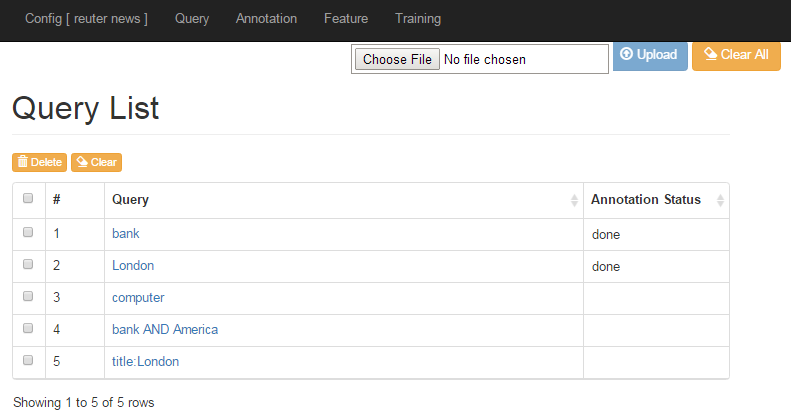 Config [ reuter news ] Query Annotation Feature Training
Choose File No file chosen Upload Clear All
Query List
Delete Clear
# Query Annotation Status
1 bank done
2 London done
3 computer
4 bank AND America
5 title:London
Showing 1 to 5 of 5 rows